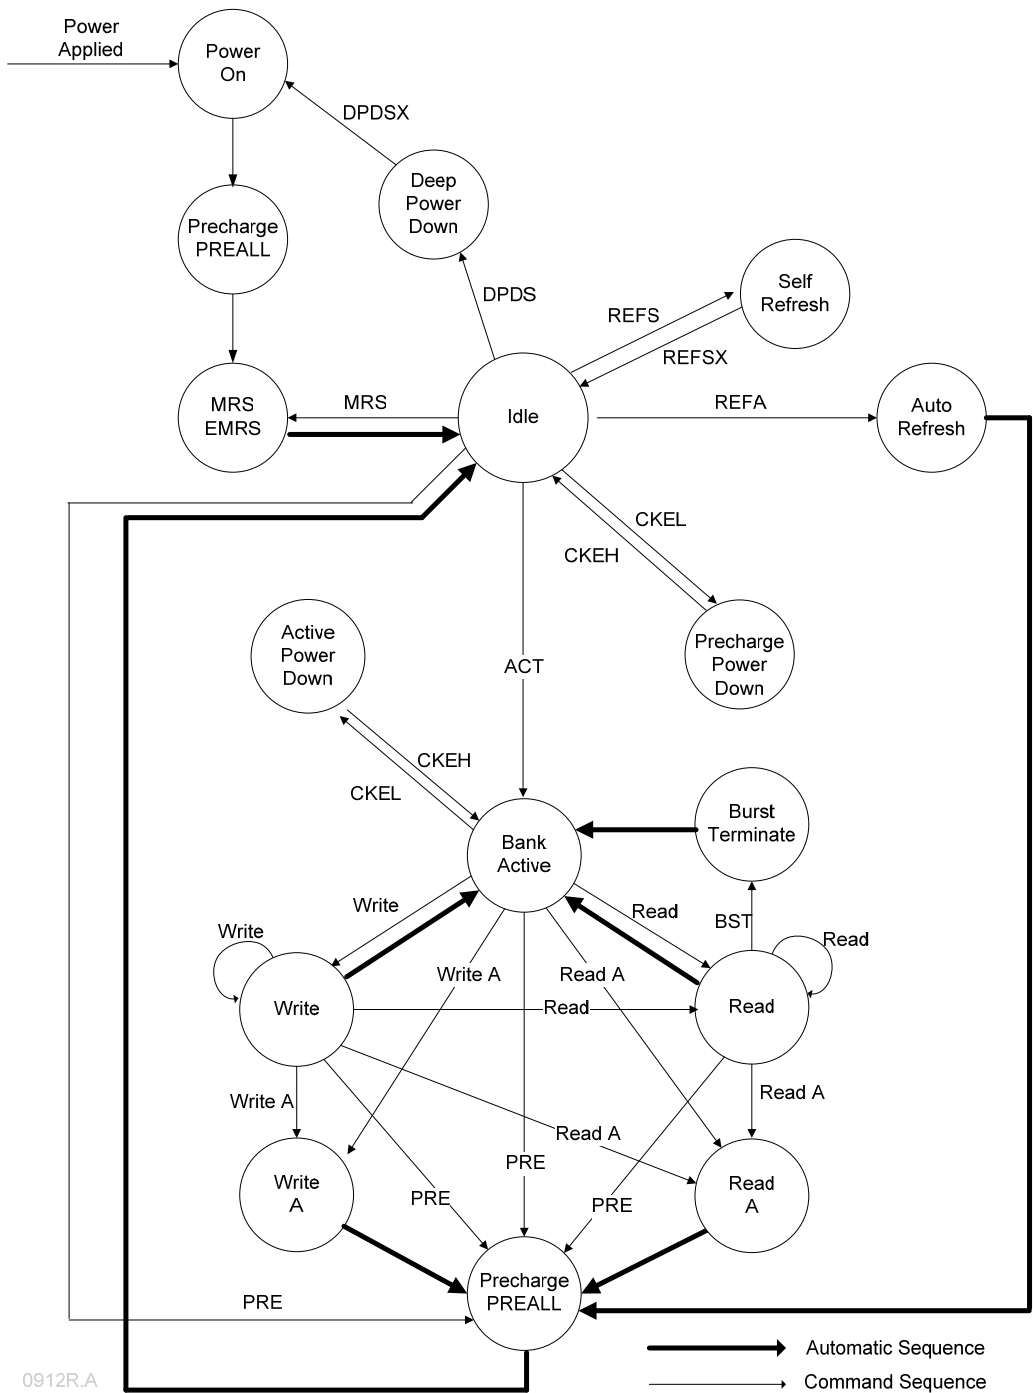 Power
Applied
Power
On
DPDSX
Deep
Power
Down
Precharge
PREALL
DPDS
Self
Refresh
REFS
REFSX
MRS
EMRS
MRS
Idle
REFA
Auto
Refresh
CKEL
CKEH
Active
Power
Down
ACT
Precharge
Power
Down
CKEH
CKEL
Bank
Active
Burst
Terminate
Write
Read
BST
Write
Read
Write A
Read A
Write
Read
Read
Write A
Read A
Read A
PRE
Write
A
PRE
PRE
Read
A
Precharge
PREALL
PRE
Automatic Sequence
Command Sequence
0912R.A